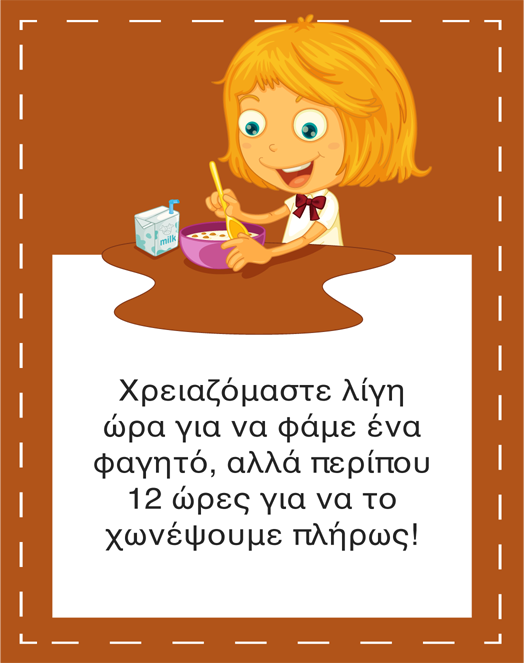 milk
Χρειαζόμαστε λίγη
ώρα για να φάμε ένα
φαγητό, αλλά περίπου
12 ώρες για να το
χωνέψουμε πλήρως!